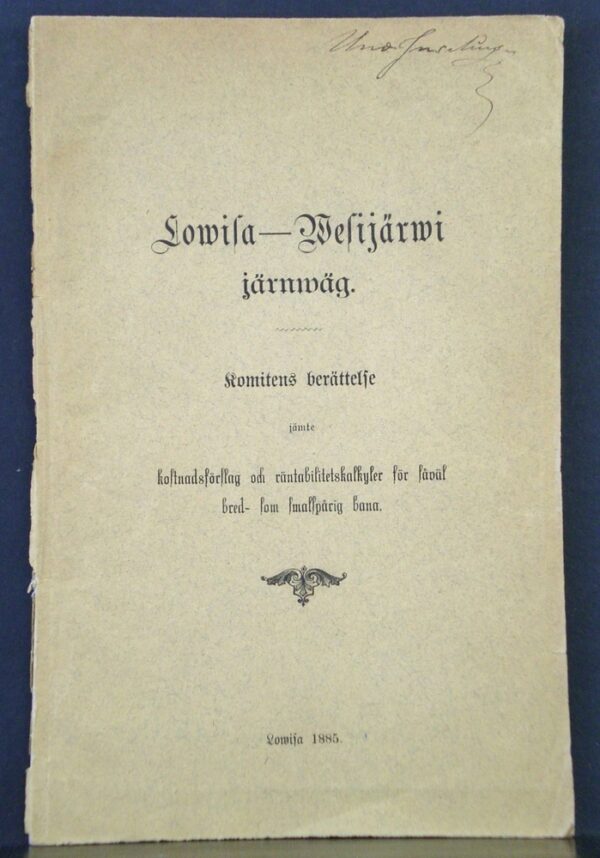 Lowisa—Wesijärwi
järnwäg.
Komitens berättelse
jämte
kostnadsförslag och räntabilitetskalkyler för såväl
bred- som smalspårig bana.
Lowisa 1885.